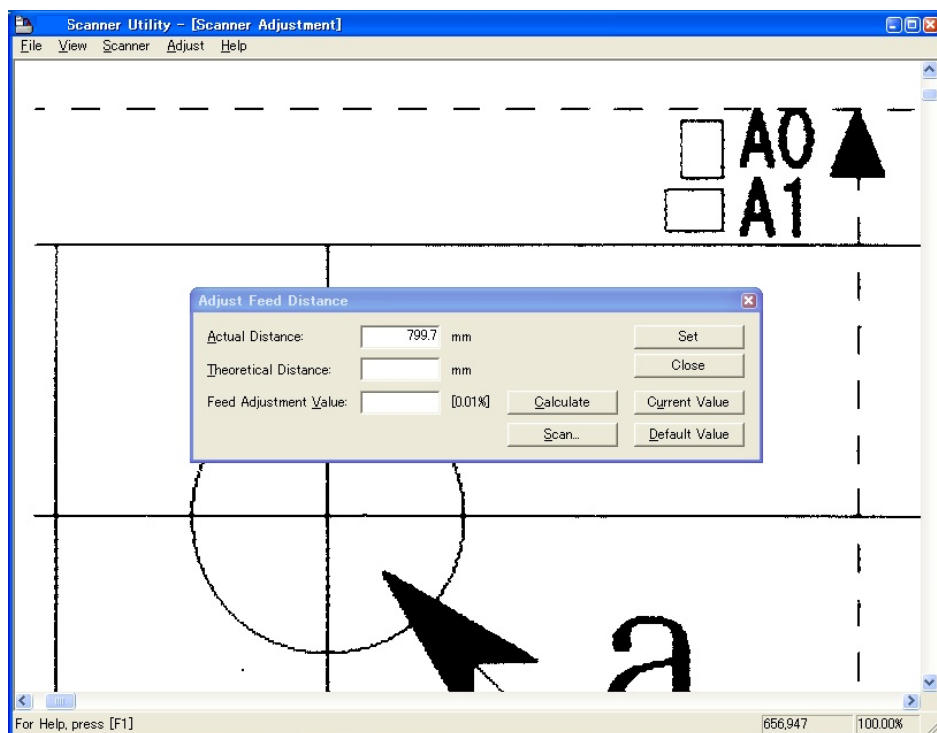 Scanner Utility - [Scanner Adjustment]
File View Scanner Adjust Help
A0
A1
Adjust Feed Distance
Actual Distance: 799.7 mm Set
Theoretical Distance: mm Close
Feed Adjustment Value: [0.01%] Calculate Current Value
Scan... Default Value
a
For Help, press [F1] 656,947 100.00%